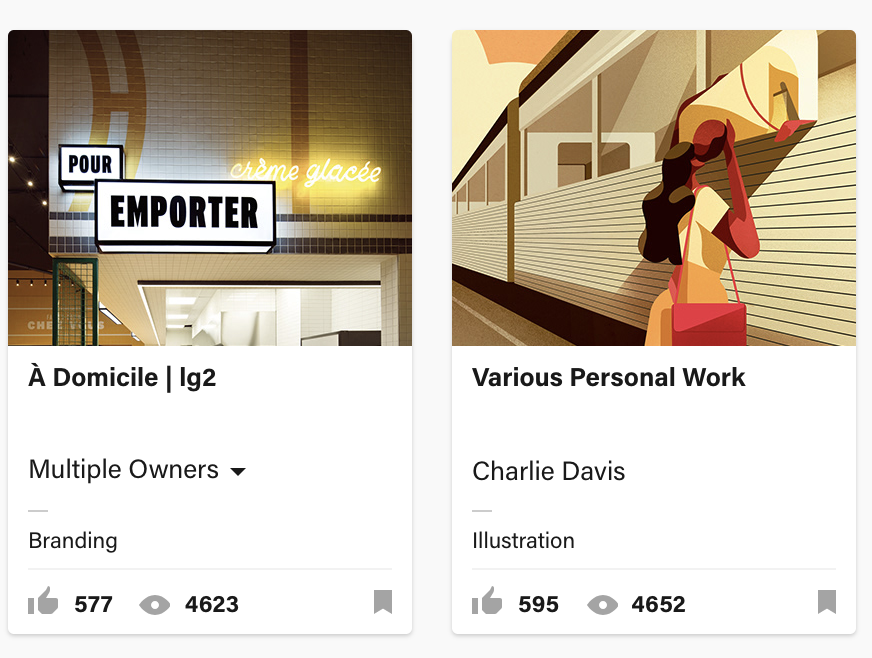 POUR
crème glacée
EMPORTER
CHEZ VOUS
À Domicile | lg2
Multiple Owners
Branding
577 4623
Various Personal Work
Charlie Davis
Illustration
595 4652